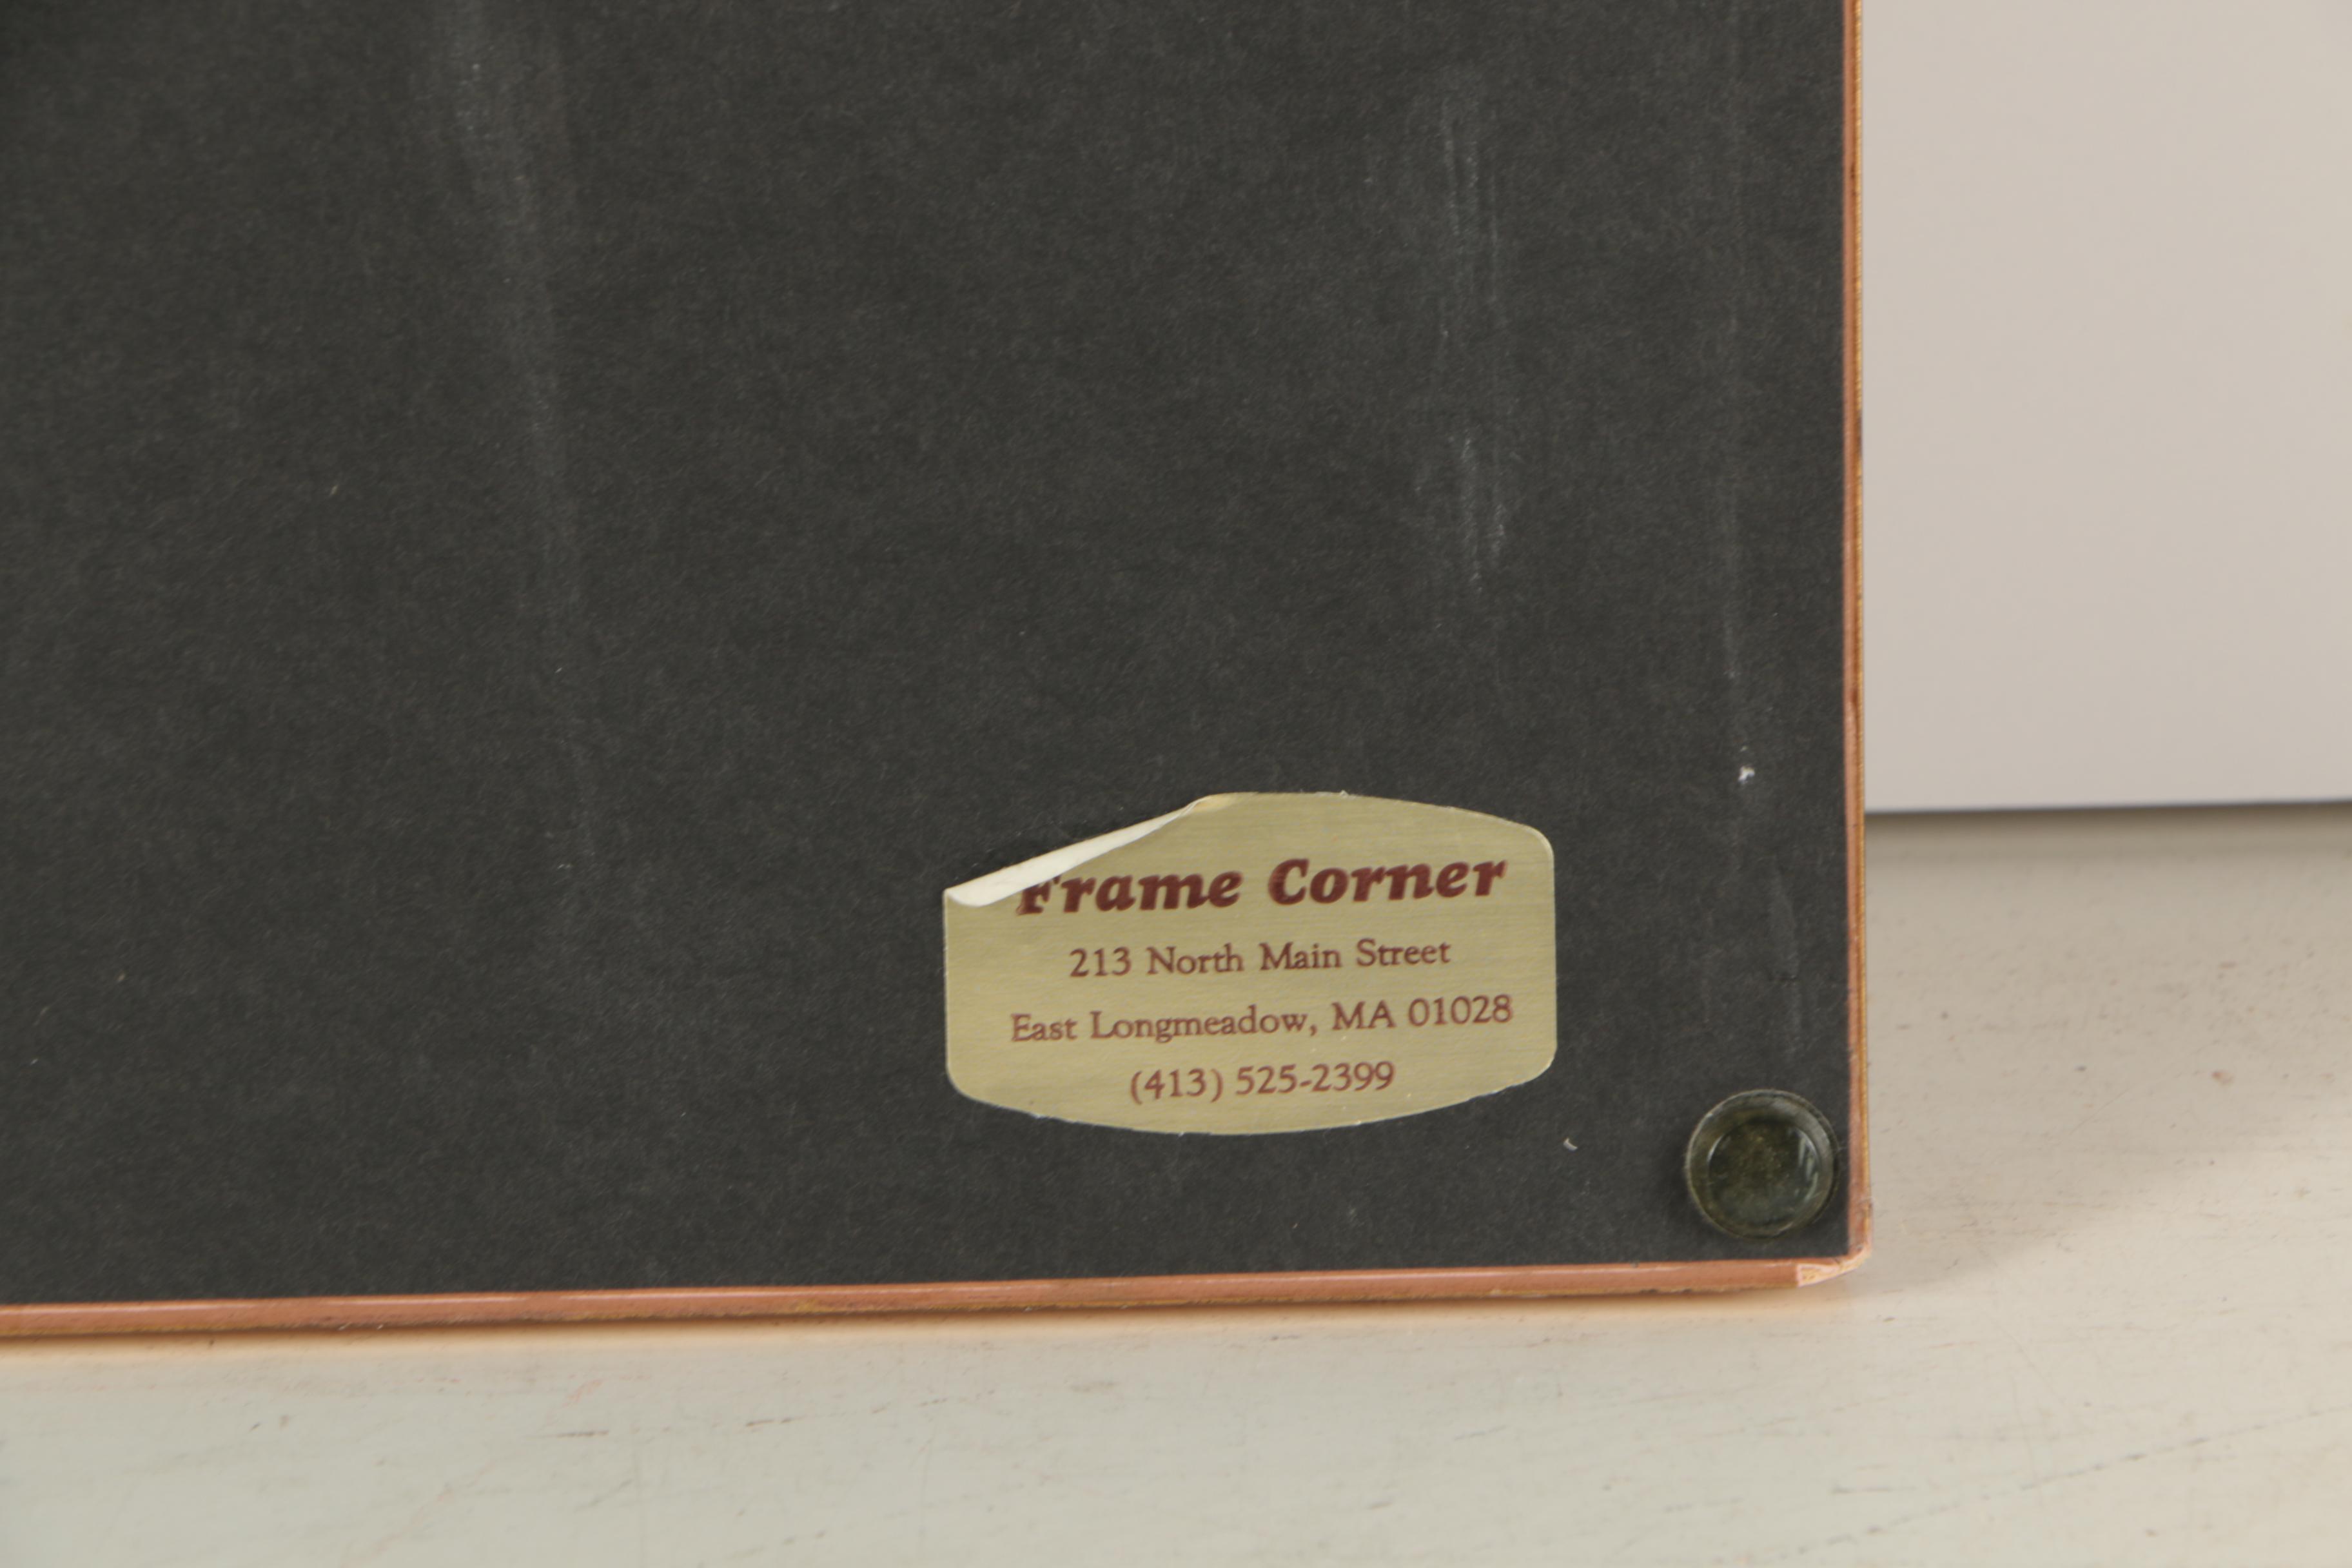 Frame Corner
213 North Main Street
East Longmeadow, MA 01028
(413) 525-2399